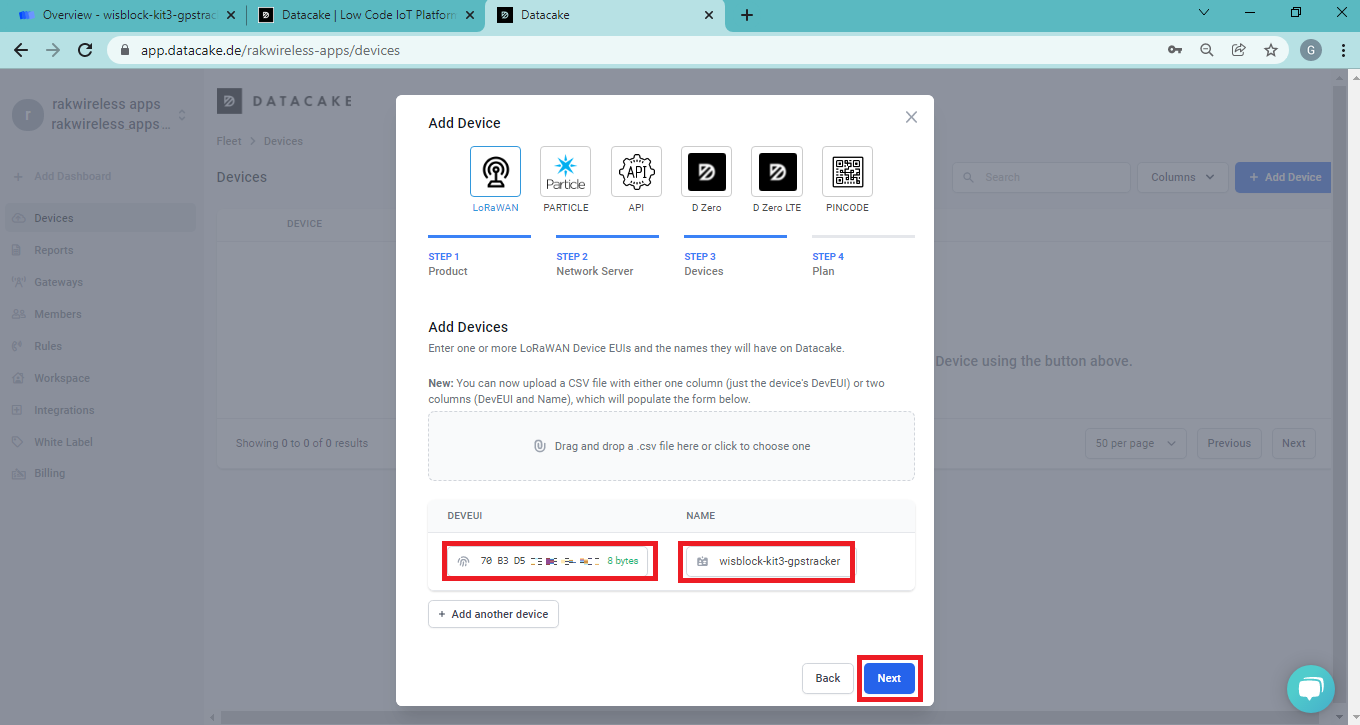 Overview - wisblock-kit3-gpstrac
Datacake | Low Code IoT Platform
Datacake
app.datacake.de/rakwireless-apps/devices
G
r
rakwireless apps
rakwireless apps ...
DATACAKE
Fleet > Devices
Add Dashboard
Devices
Search
Columns
+ Add Device
Devices
Reports
Gateways
Members
Rules
Workspace
Integrations
White Label
Billing
DEVICE
Device using the button above.
Showing 0 to 0 of 0 results
50 per page
Previous
Next
Add Device
API
Particle
LoRaWAN
PARTICLE
API
D Zero
D Zero LTE
PINCODE
STEP 1
Product
STEP 2
Network Server
STEP 3
Devices
STEP 4
Plan
Add Devices
Enter one or more LoRaWAN Device EUIs and the names they will have on Datacake.
New: You can now upload a CSV file with either one column (just the device's DevEUI) or two
columns (DevEUI and Name), which will populate the form below.
Drag and drop a .csv file here or click to choose one
DEVEUI
NAME
70 B3 D5
8 bytes
wisblock-kit3-gpstracker
+ Add another device
Back
Next